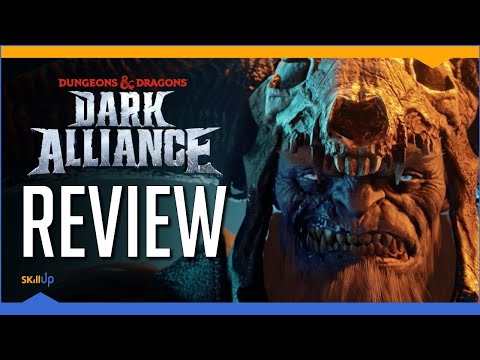 DUNGEONS & DRAGONS
DARK
ALLIANCE
REVIEW
SKillUp